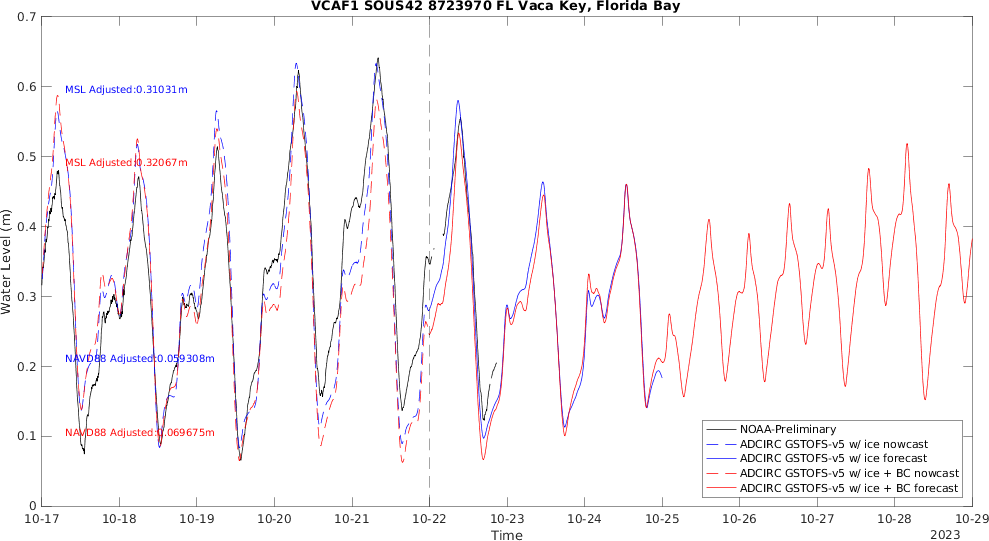 VCAF1 SOUS42 8723970 FL Vaca Key, Florida Bay
0.7
0.6
0.5
0.4
0.3
0.2
0.1
0
Water Level (m)
MSL Adjusted:0.31031m
MSL Adjusted:0.32067m
NAVD88 Adjusted:0.059308m
NAVD88 Adjusted:0.069675m
NOAA-Preliminary
ADCIRC GSTOFS-v5 w/ ice nowcast
ADCIRC GSTOFS-v5 w/ ice forecast
ADCIRC GSTOFS-v5 w/ ice + BC nowcast
ADCIRC GSTOFS-v5 w/ ice + BC forecast
10-17 10-18 10-19 10-20 10-21 10-22 10-23 10-24 10-25 10-26 10-27 10-28 10-29
Time
2023